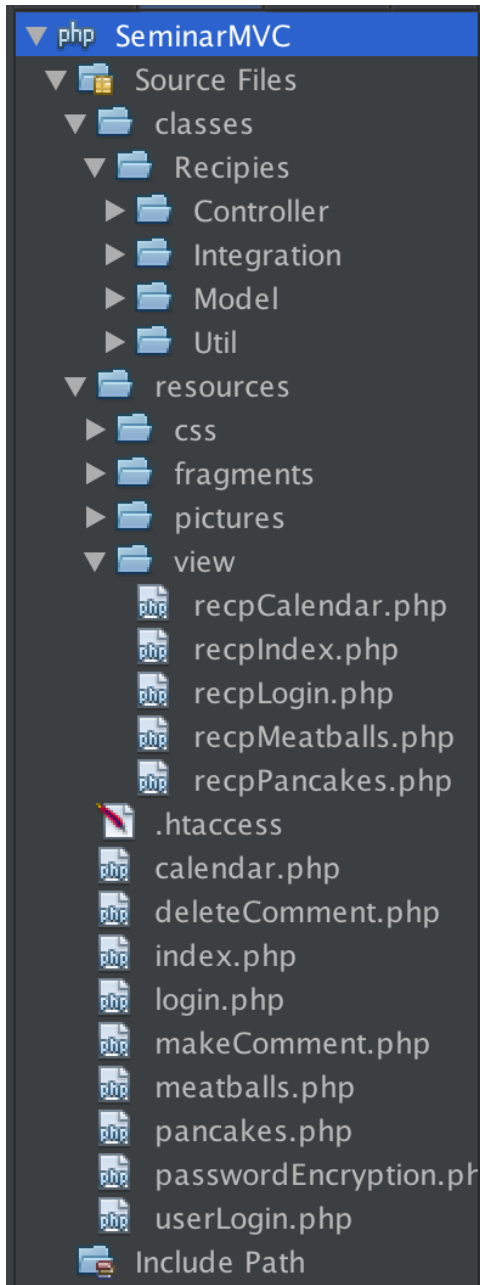 php SeminarMVC
Source Files
classes
Recipies
Controller
Integration
Model
Util
resources
css
fragments
pictures
view
php recpCalendar.php
php recpIndex.php
php recpLogin.php
php recpMeatballs.php
php recpPancakes.php
.htaccess
php calendar.php
php deleteComment.php
php index.php
php login.php
php makeComment.php
php meatballs.php
php pancakes.php
php passwordEncryption.ph
php userLogin.php
Include Path